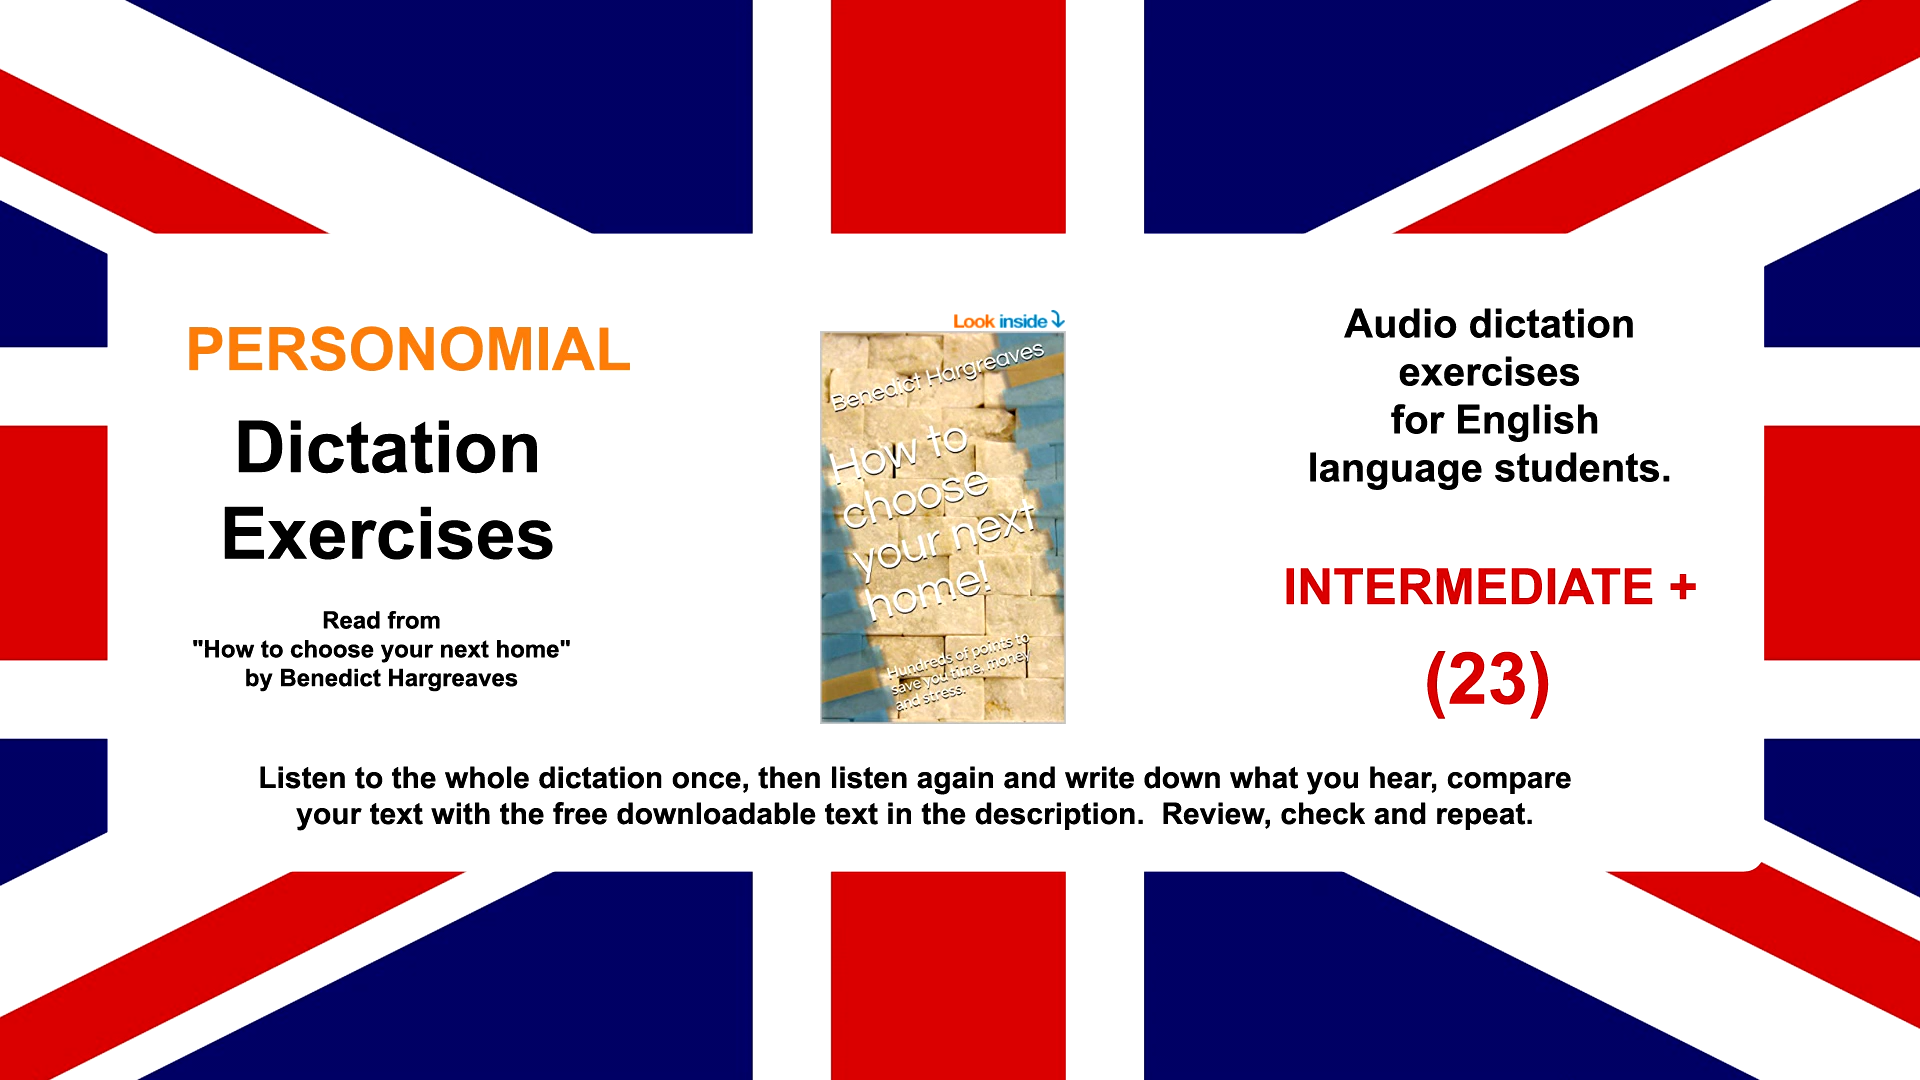 PERSONOMIAL
Dictation
Exercises
Read from
"How to choose your next home"
by Benedict Hargreaves
Look inside
Benedict Hargreaves
How to
choose
your next
home!
Hundreds of points to
save you time, money
and stress.
Audio dictation
exercises
for English
language students.
INTERMEDIATE +
(23)
Listen to the whole dictation once, then listen again and write down what you hear, compare
your text with the free downloadable text in the description.  Review, check and repeat.